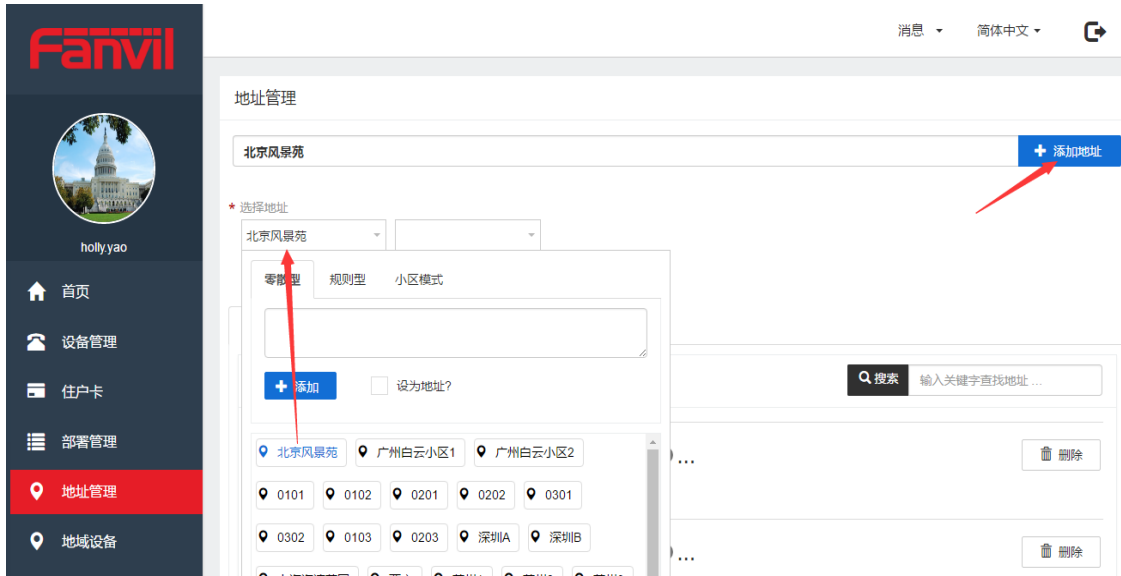 Fanvil
消息 简体中文
holly.yao
首页
设备管理
住户卡
部署管理
地址管理
地域设备
地址管理
北京风景苑
添加地址
* 选择地址
北京风景苑
零散型 规则型 小区模式
添加 设为地址?
搜索 输入关键字查找地址 ...
北京风景苑 广州白云小区1 广州白云小区2
0101 0102 0201 0202 0301
0302 0103 0203 深圳A 深圳B
...
删除
...
删除